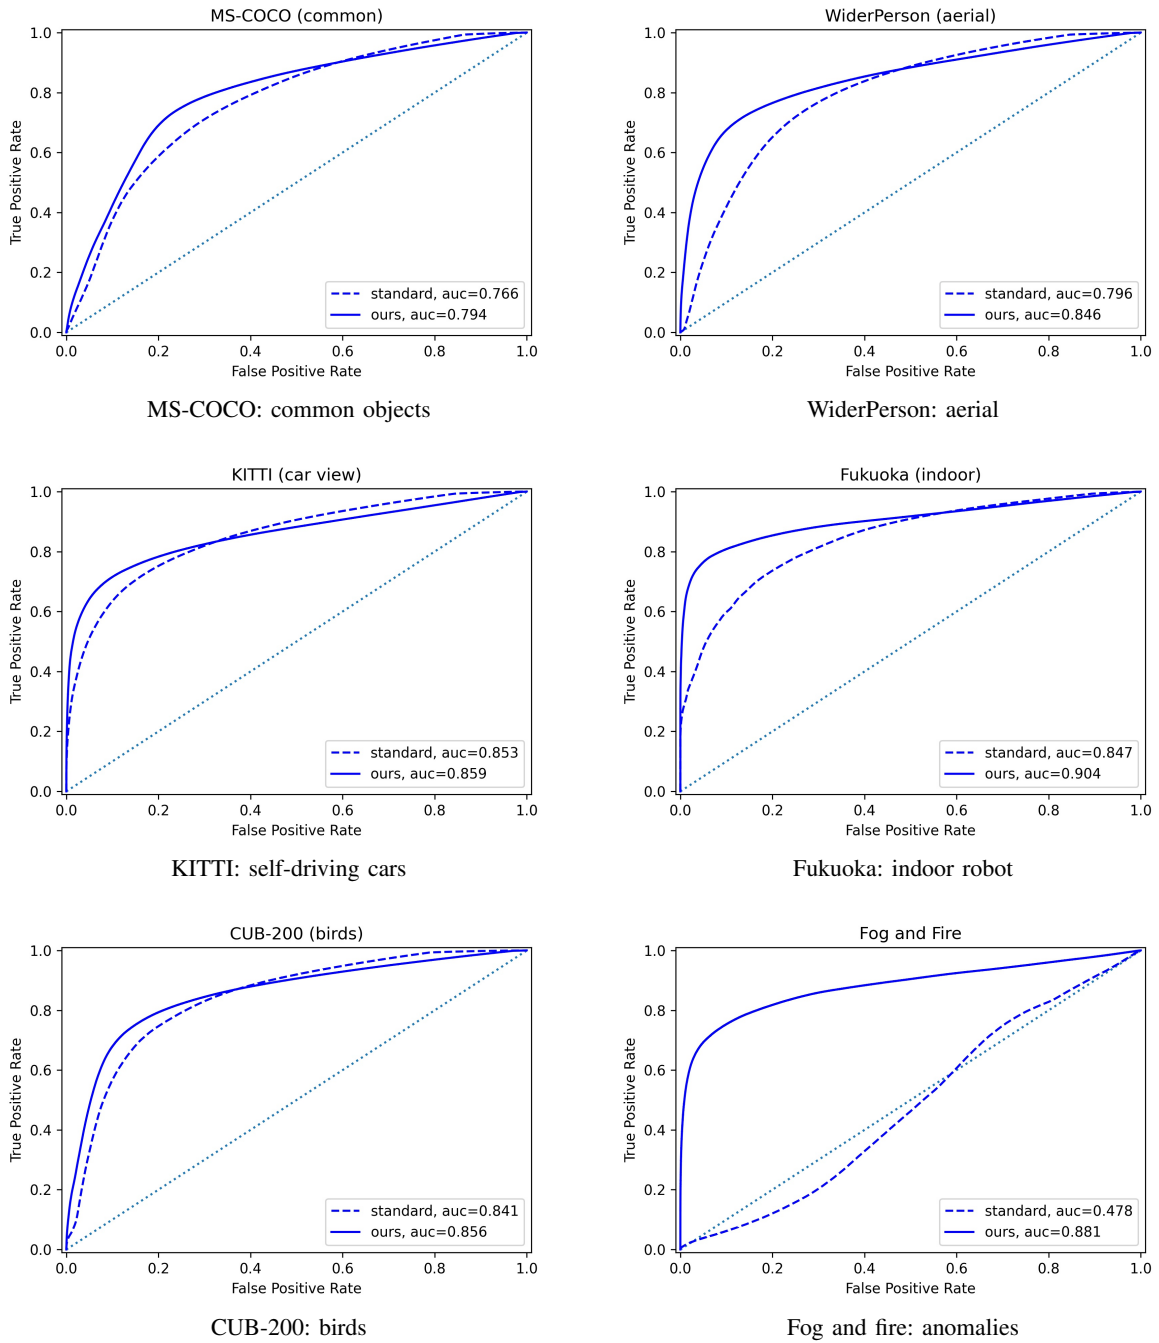 MS-COCO (common)
1.0
0.8
0.6
0.4
0.2
0.0
True Positive Rate
standard, auc=0.766
ours, auc=0.794
0.0 0.2 0.4 0.6 0.8 1.0
False Positive Rate
MS-COCO: common objects
WiderPerson (aerial)
1.0
0.8
0.6
0.4
0.2
0.0
True Positive Rate
standard, auc=0.796
ours, auc=0.846
0.0 0.2 0.4 0.6 0.8 1.0
False Positive Rate
WiderPerson: aerial
KITTI (car view)
1.0
0.8
0.6
0.4
0.2
0.0
True Positive Rate
standard, auc=0.853
ours, auc=0.859
0.0 0.2 0.4 0.6 0.8 1.0
False Positive Rate
KITTI: self-driving cars
Fukuoka (indoor)
1.0
0.8
0.6
0.4
0.2
0.0
True Positive Rate
standard, auc=0.847
ours, auc=0.904
0.0 0.2 0.4 0.6 0.8 1.0
False Positive Rate
Fukuoka: indoor robot
CUB-200 (birds)
1.0
0.8
0.6
0.4
0.2
0.0
True Positive Rate
standard, auc=0.841
ours, auc=0.856
0.0 0.2 0.4 0.6 0.8 1.0
False Positive Rate
CUB-200: birds
Fog and Fire
1.0
0.8
0.6
0.4
0.2
0.0
True Positive Rate
standard, auc=0.478
ours, auc=0.881
0.0 0.2 0.4 0.6 0.8 1.0
False Positive Rate
Fog and fire: anomalies